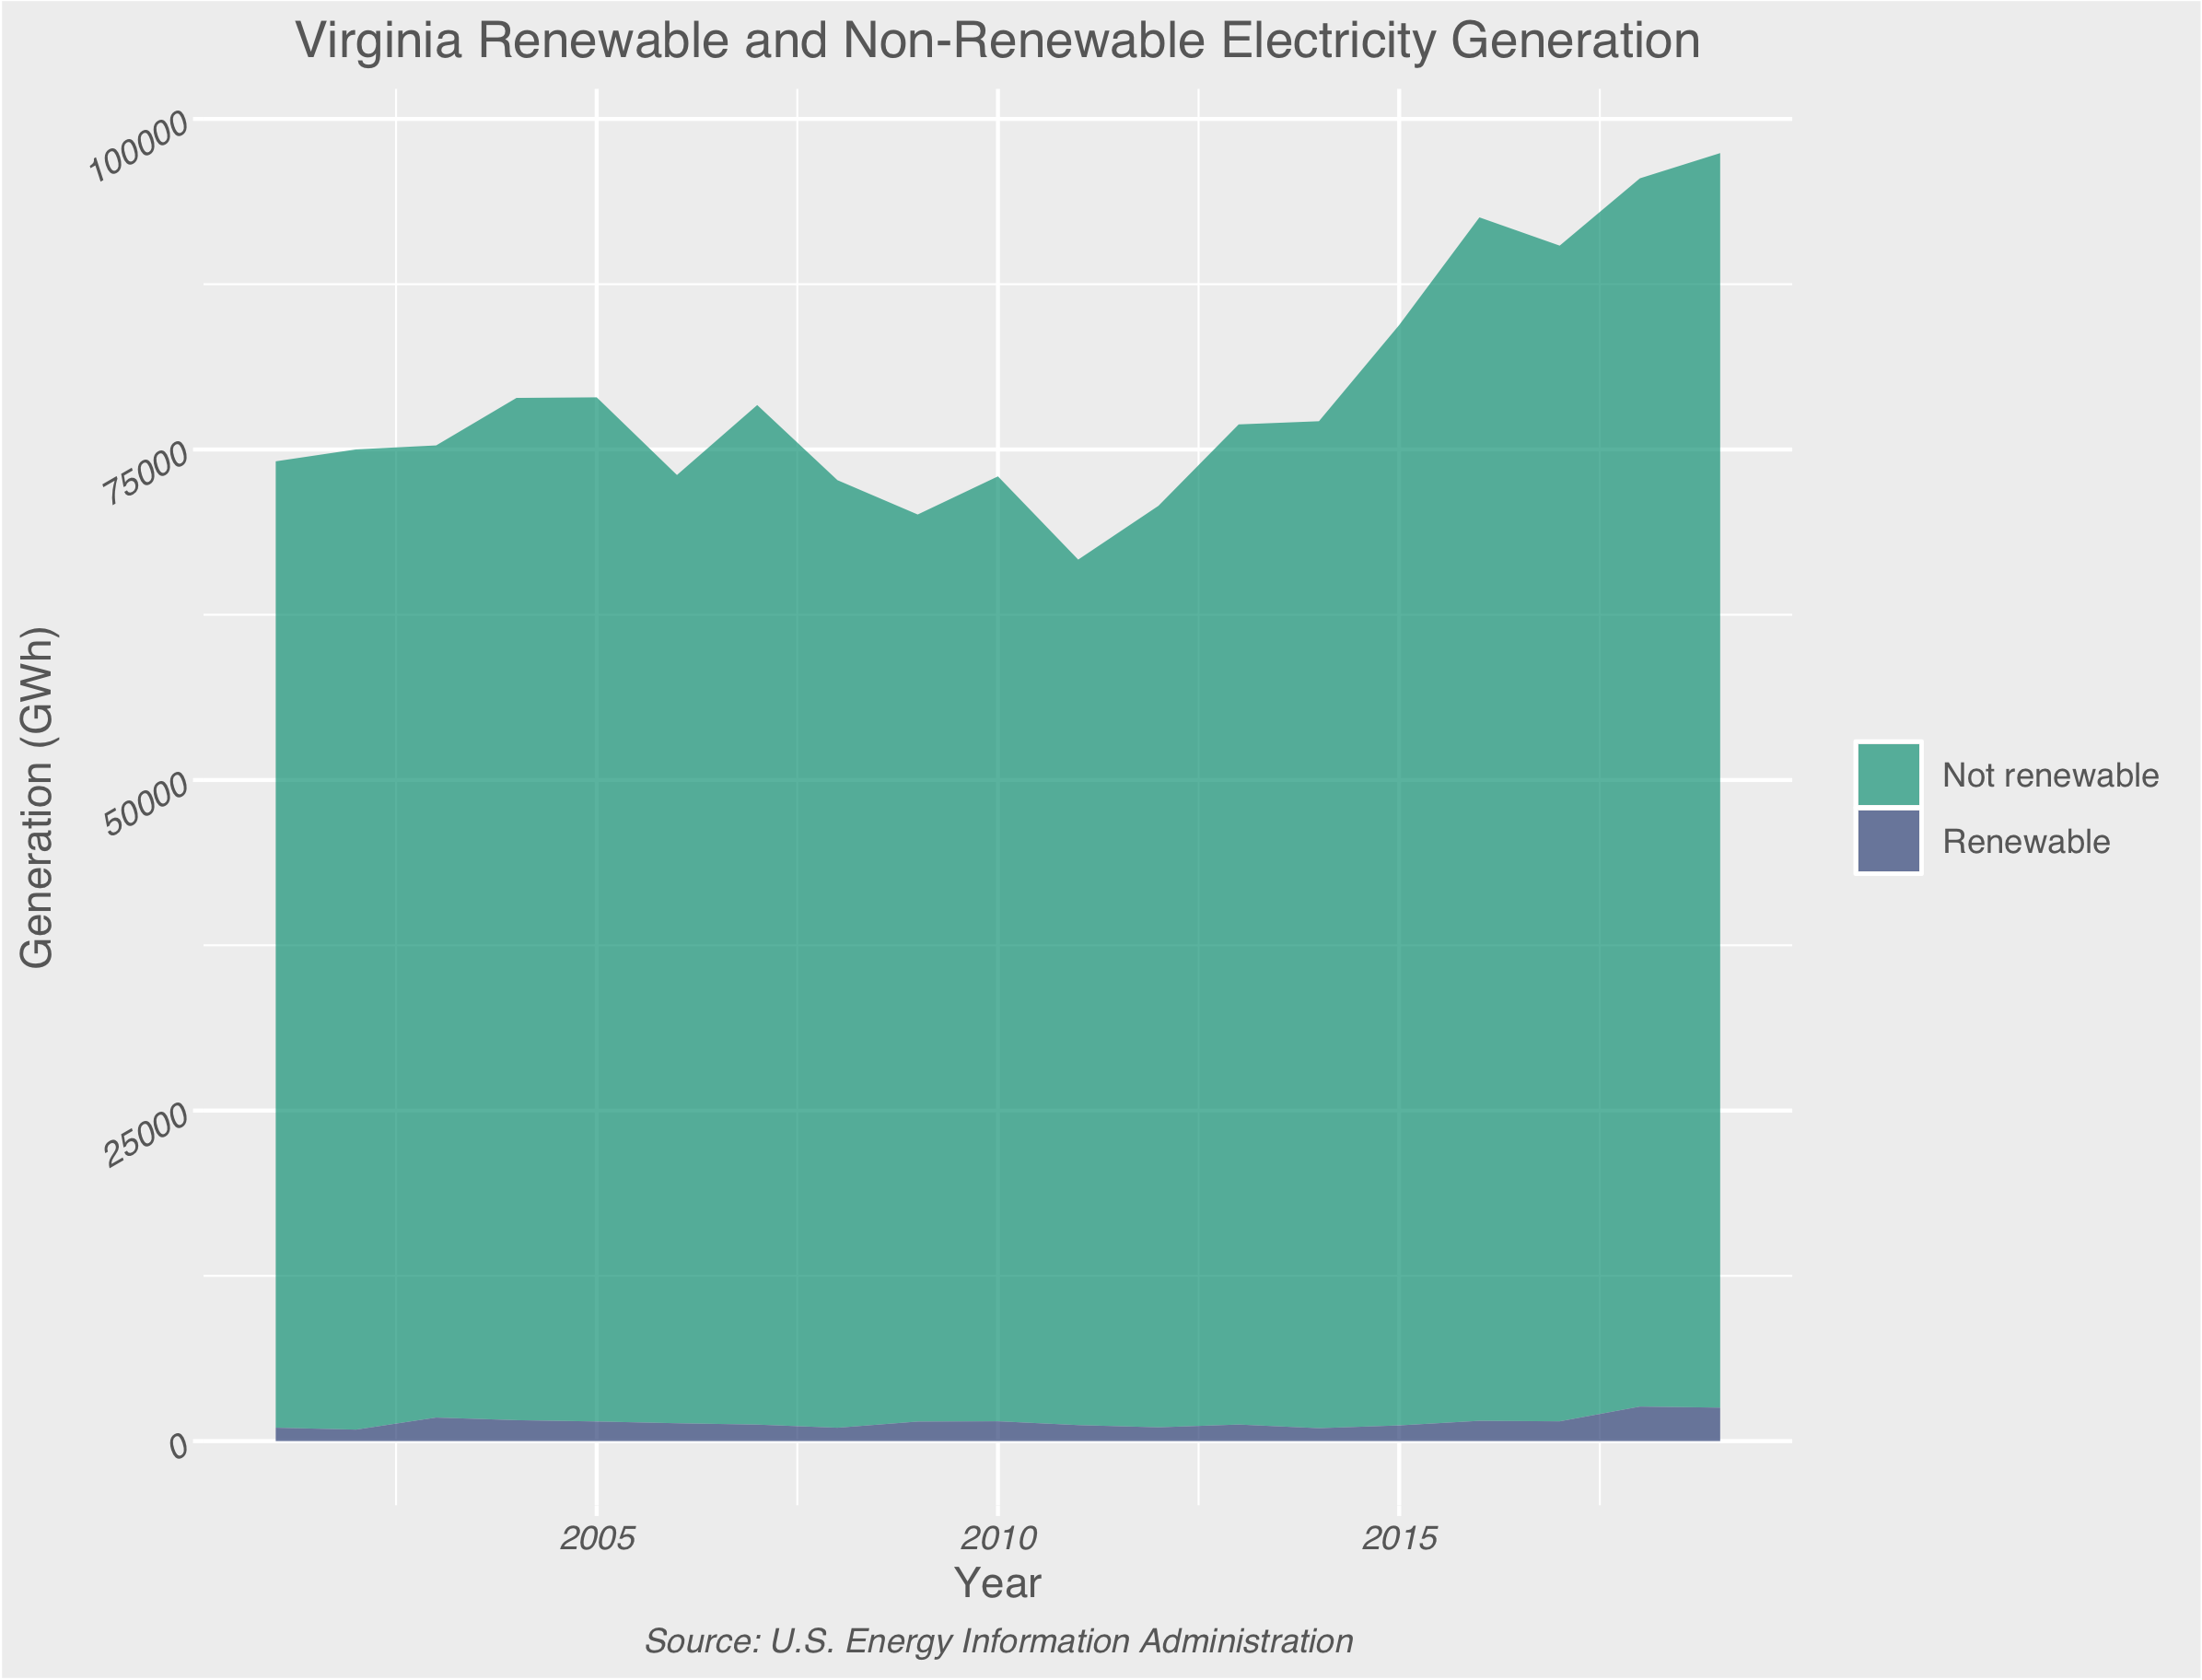 Virginia Renewable and Non-Renewable Electricity Generation
100000
75000
50000
25000
0
Generation (GWh)
2005 2010 2015
Year
Source: U.S. Energy Information Administration
Not renewable
Renewable